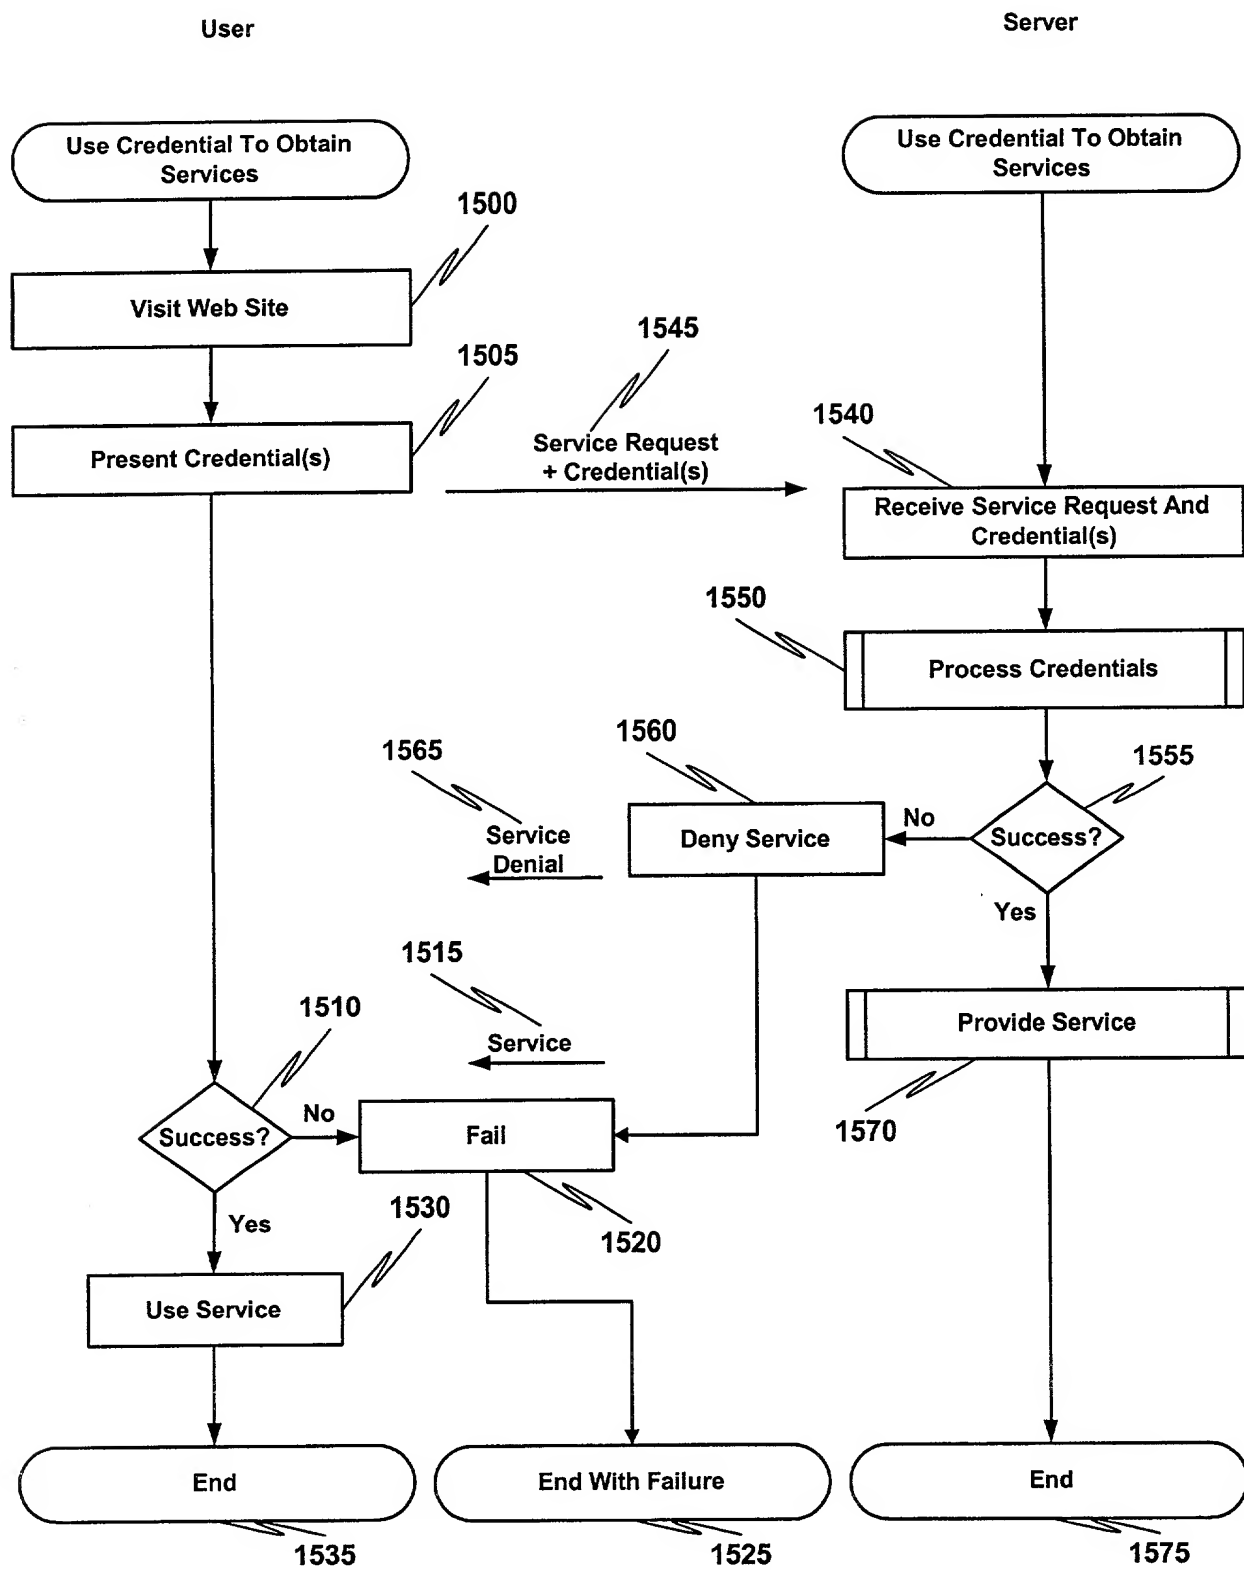 User
Server
Use Credential To Obtain
Services
Use Credential To Obtain
Services
1500
Visit Web Site
1545
1505
1540
Service Request
+ Credential(s)
Present Credential(s)
Receive Service Request And
Credential(s)
1550
Process Credentials
1560
1565
1555
No
Service
Denial
Deny Service
Success?
Yes
1515
1510
Service
Provide Service
No
Success?
Fail
1570
1530
Yes
1520
Use Service
End
End With Failure
End
1535
1525
1575